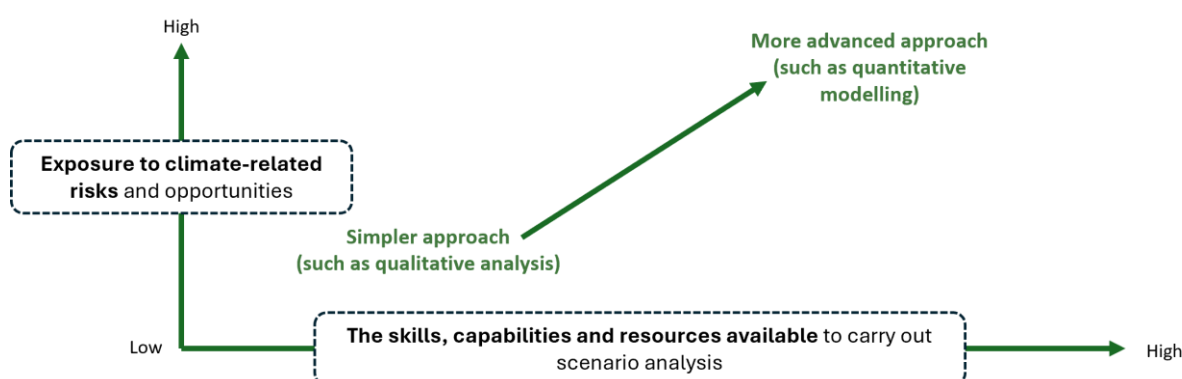 High
More advanced approach
(such as quantitative
modelling)
Exposure to climate-related
risks and opportunities
Simpler approach
(such as qualitative analysis)
Low
The skills, capabilities and resources available to carry out
scenario analysis
High